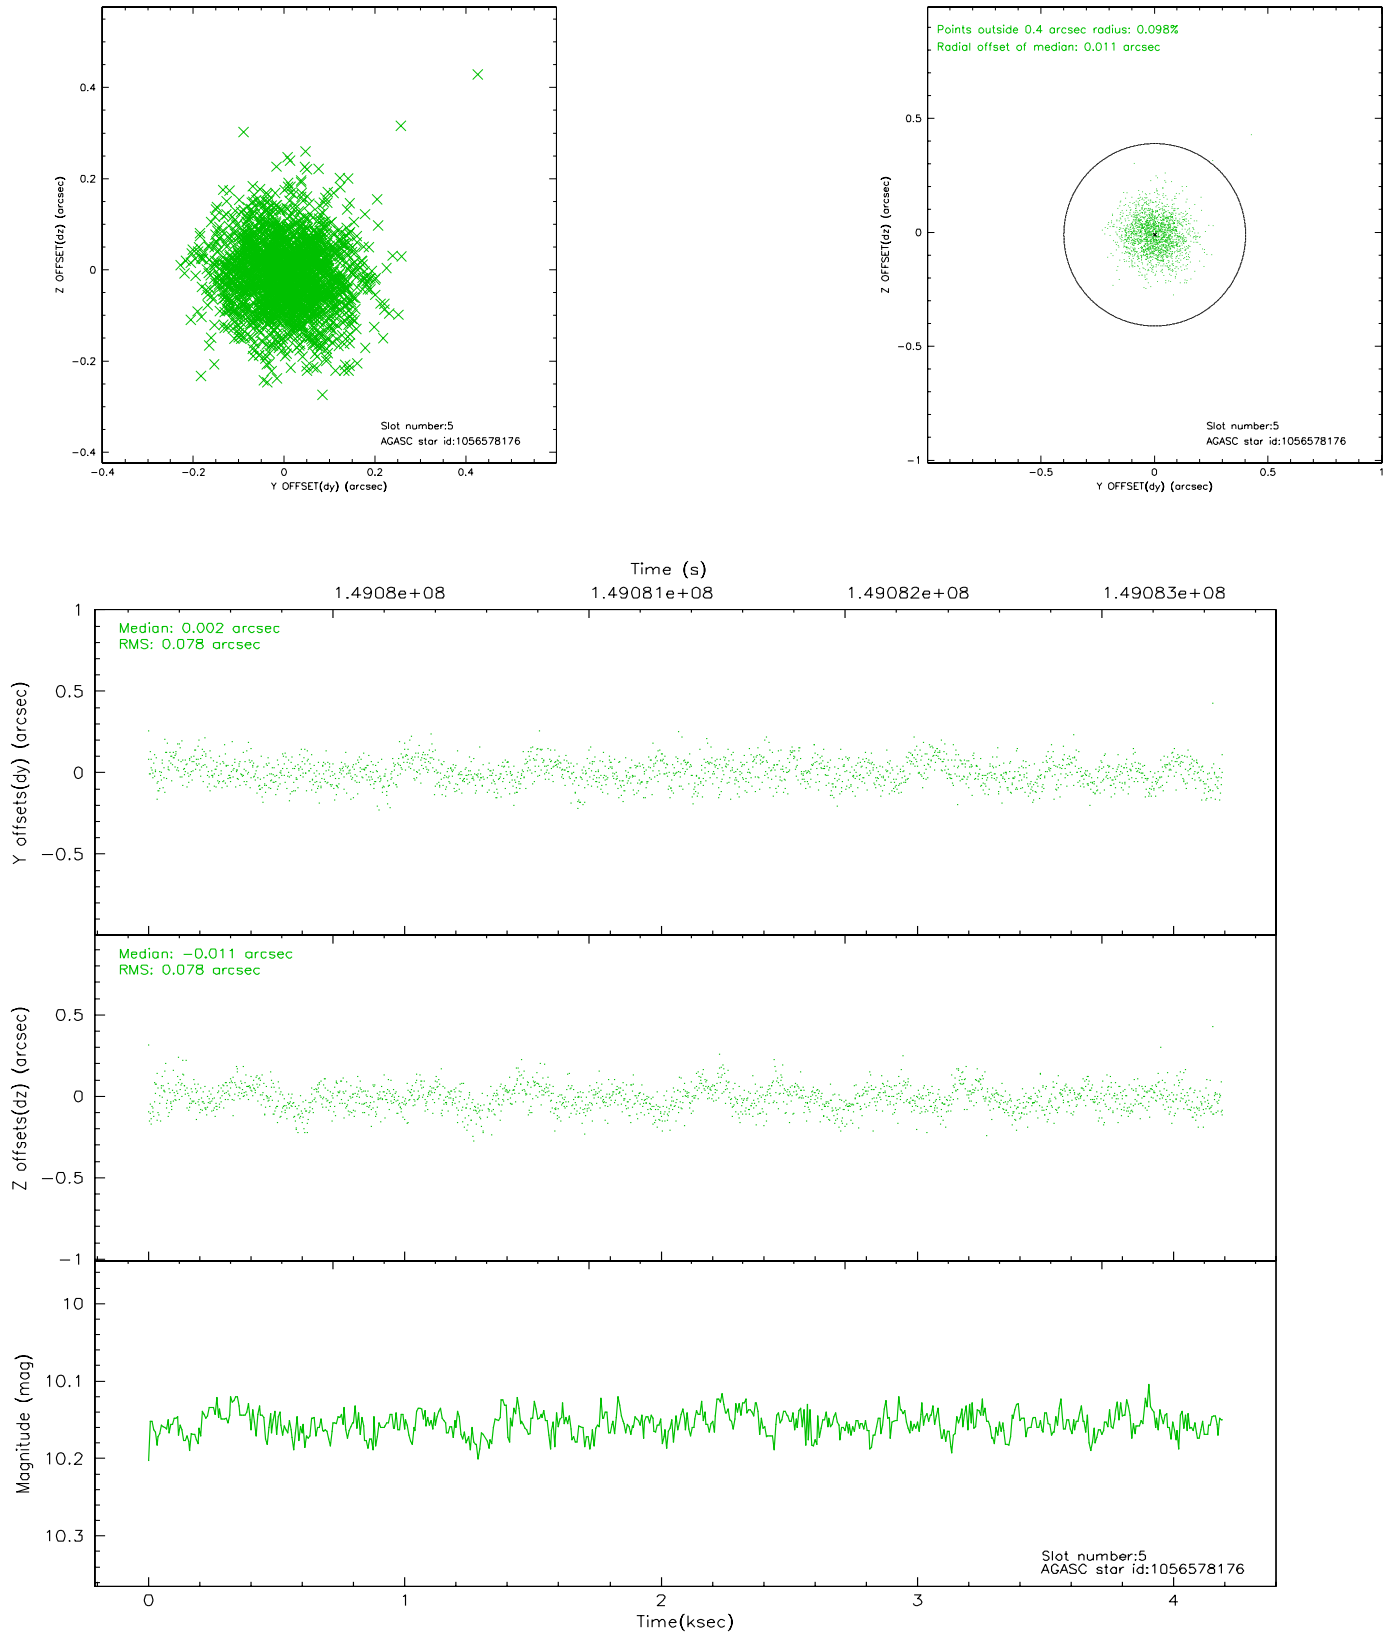 0.4
0.2
0
−0.2
−0.4
Z OFFSET(dz) (arcsec)
Slot number:5
AGASC star id:1056578176
−0.4 −0.2 0 0.2 0.4
Y OFFSET(dy) (arcsec)
Points outside 0.4 arcsec radius: 0.098%
Radial offset of median: 0.011 arcsec
0.5
0
−0.5
−1
Z OFFSET(dz) (arcsec)
Slot number:5
AGASC star id:1056578176
−0.5 0 0.5 1
Y OFFSET(dy) (arcsec)
Time (s)
1.4908e+08 1.49081e+08 1.49082e+08 1.49083e+08
Median: 0.002 arcsec
RMS: 0.078 arcsec
1
0.5
0
−0.5
Y offsets(dy) (arcsec)
Median: −0.011 arcsec
RMS: 0.078 arcsec
0.5
0
−0.5
−1
Z offsets(dz) (arcsec)
10
10.1
10.2
10.3
Magnitude (mag)
Slot number:5
AGASC star id:1056578176
0 1 2 3 4
Time(ksec)